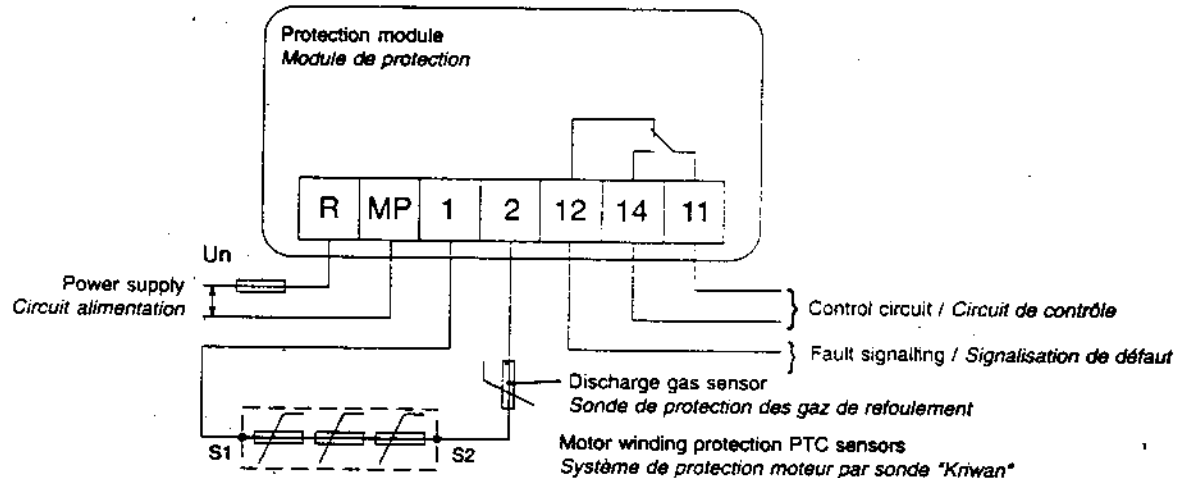 Protection module
Module de protection
R MP 1 2 12 14 11
Un
Power supply
Circuit alimentation
Control circuit / Circuit de contrôle
Fault signalling / Signalisation de défaut
Discharge gas sensor
Sonde de protection des gaz de refoulement
S1 S2
Motor winding protection PTC sensors
Système de protection moteur par sonde "Kriwan"